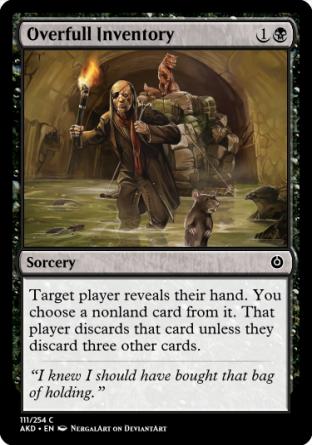 Overfull Inventory 1
Sorcery
Target player reveals their hand. You
choose a nonland card from it. That
player discards that card unless they
discard three other cards.
“I knew I should have bought that bag
of holding.”
111/254 C
AKD • EN NergalArt on DeviantArt